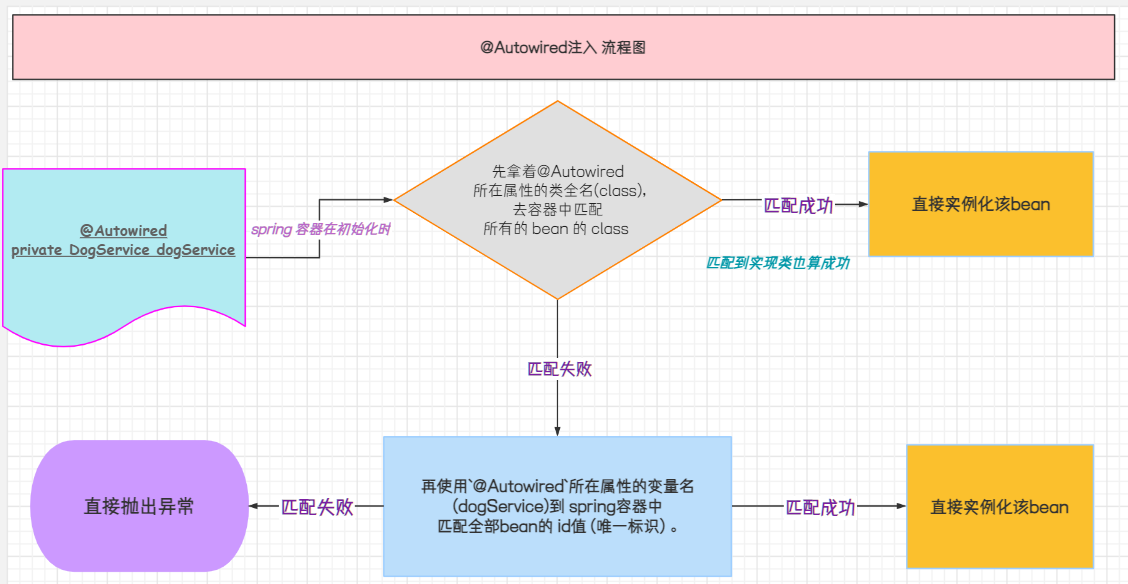 @Autowired注入 流程图
@Autowired
private DogService dogService
spring 容器在初始化时
先拿着@Autowired
所在属性的类全名(class),
去容器中匹配
所有的 bean 的 class
匹配成功
直接实例化该bean
匹配到实现类也算成功
匹配失败
直接抛出异常
匹配失败
再使用`@Autowired`所在属性的变量名
(dogService)到 spring容器中
匹配全部bean的 id值 (唯一标识) 。
匹配成功
直接实例化该bean